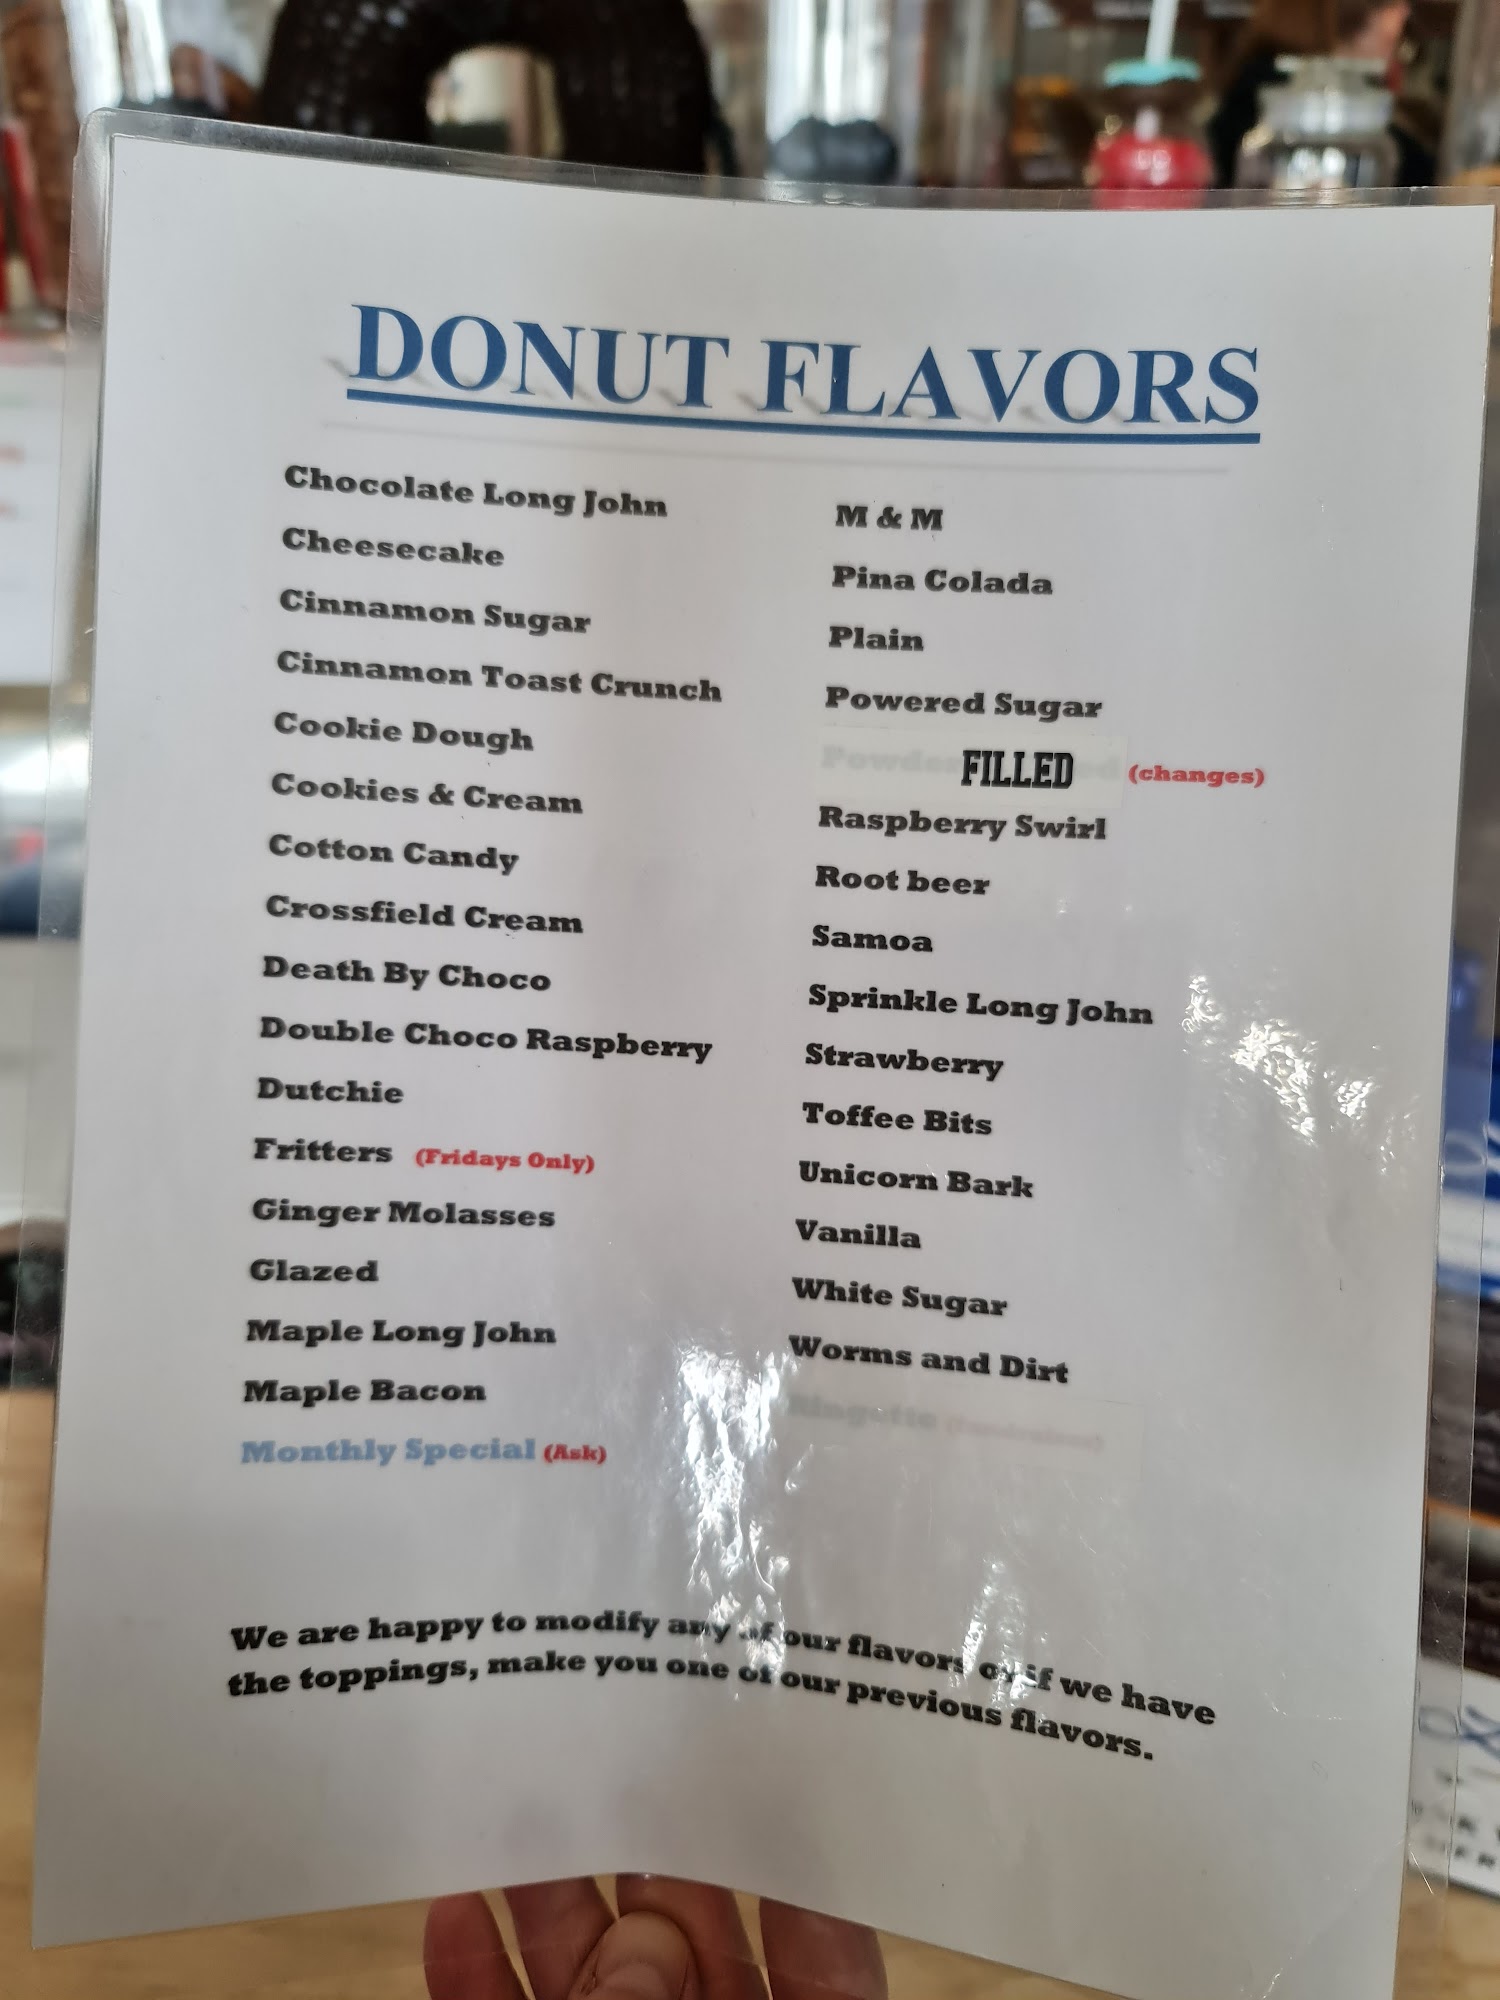 DONUT FLAVORS
Chocolate Long John
Cheesecake
Cinnamon Sugar
Cinnamon Toast Crunch
Cookie Dough
Cookies & Cream
Cotton Candy
Crossfield Cream
Death By Choco
Double Choco Raspberry
Dutchie
Fritters (Fridays Only)
Ginger Molasses
Glazed
Maple Long John
Maple Bacon
Monthly Special (Ask)
M & M
Pina Colada
Plain
Powered Sugar
FILLED (changes)
Raspberry Swirl
Root beer
Samoa
Sprinkle Long John
Strawberry
Toffee Bits
Unicorn Bark
Vanilla
White Sugar
Worms and Dirt
We are happy to modify any of our flavors or if we have
the toppings, make you one of our previous flavors.